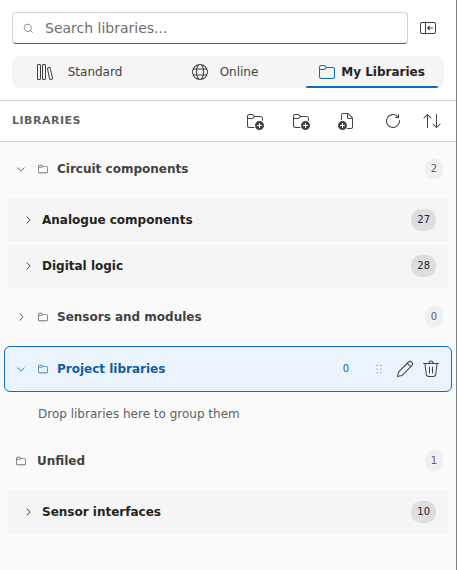 Search libraries...
Standard
Online
My Libraries
LIBRARIES
Circuit components 2
Analogue components 27
Digital logic 28
Sensors and modules 0
Project libraries 0
Drop libraries here to group them
Unfiled 1
Sensor interfaces 10